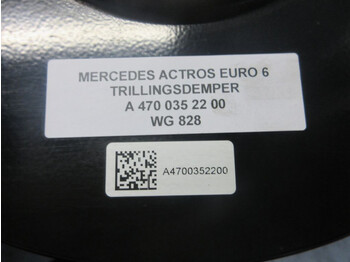 MERCEDES ACTROS EURO 6
TRILLINGSDEMPER
A 470 035 22 00
WG 828
A4700352200